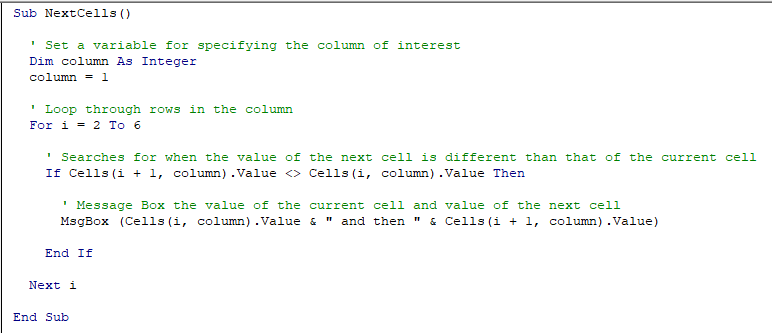 Sub NextCells()
' Set a variable for specifying the column of interest
Dim column As Integer
column = 1
' Loop through rows in the column
For i = 2 To 6
' Searches for when the value of the next cell is different than that of the current cell
If Cells(i + 1, column).Value <> Cells(i, column).Value Then
' Message Box the value of the current cell and value of the next cell
MsgBox (Cells(i, column).Value & " and then " & Cells(i + 1, column).Value)
End If
Next i
End Sub